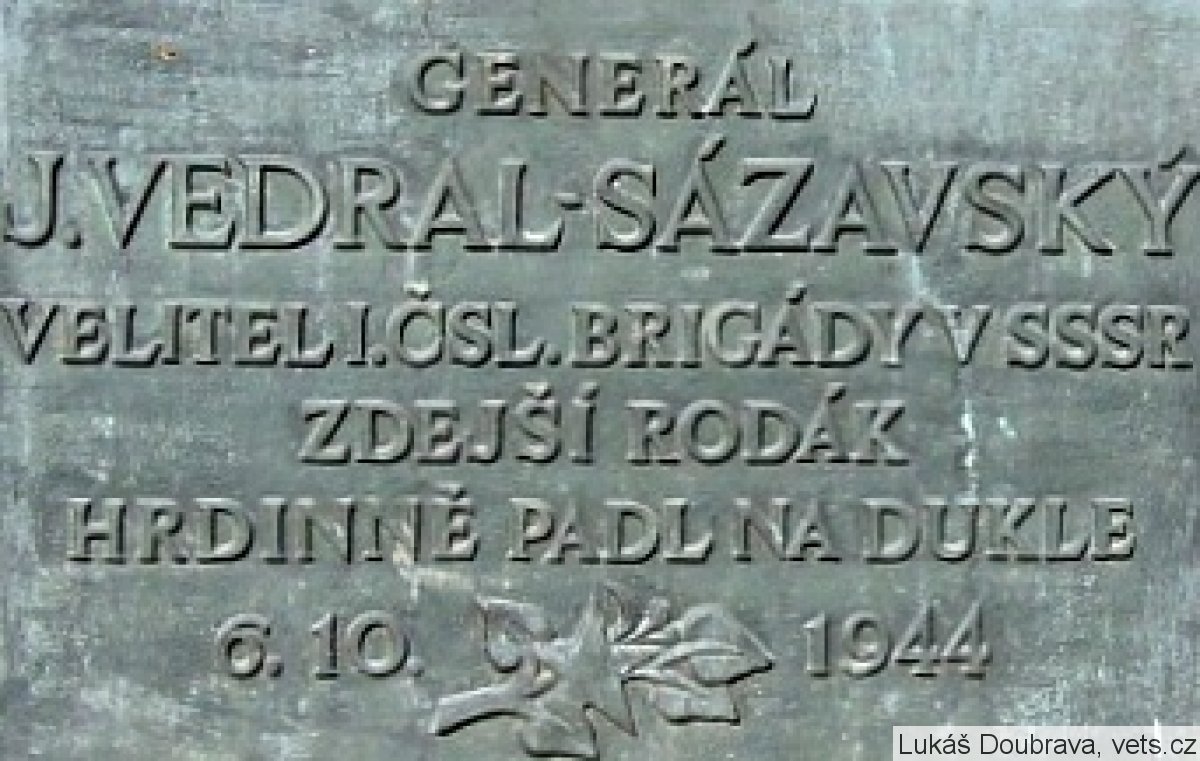 GENERÁL
J. VEDRAL-SÁZAVSKÝ
VELITEL I. ČSL. BRIGÁDY V SSSR
ZDEJŠÍ RODÁK
HRDINNĚ PADL NA DUKLE
6. 10. 1944
Lukáš Doubrava, vets.cz